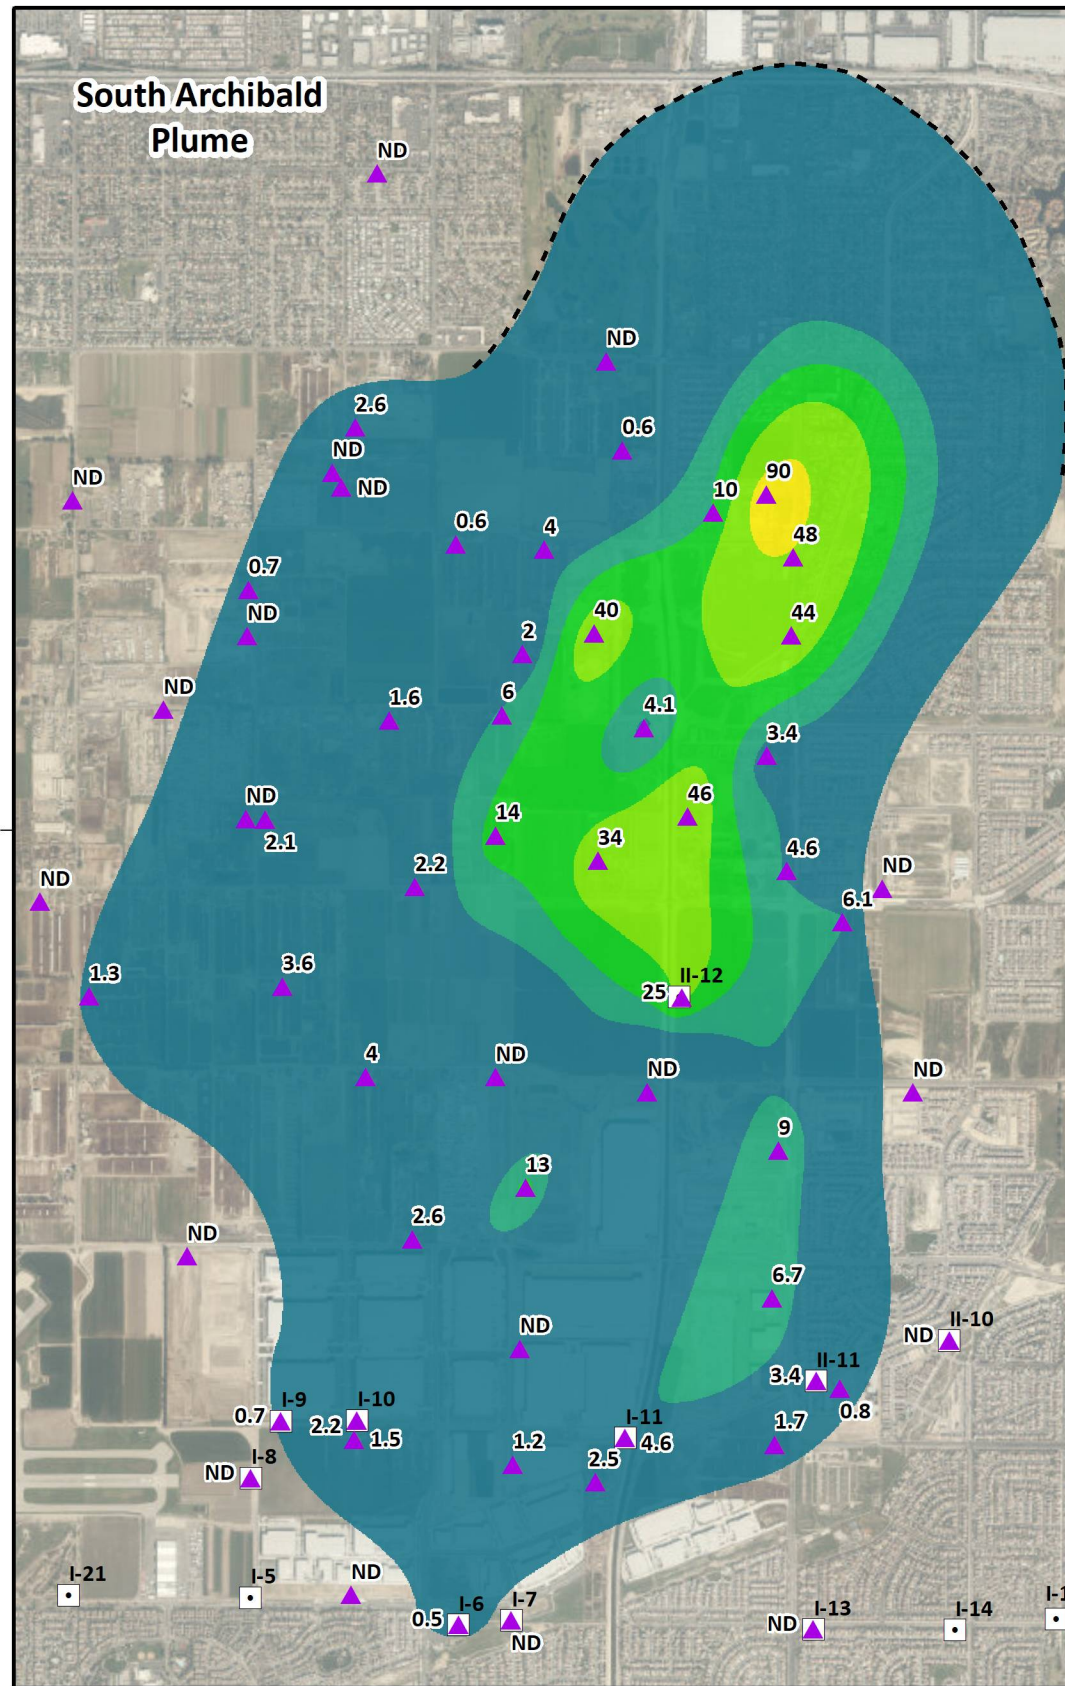 South Archibald
Plume
ND
ND
2.6
0.6
ND
ND
ND
90
10
0.6
4
48
0.7
ND
40
44
2
ND
1.6
6
4.1
3.4
46
ND
2.1
14
34
4.6
2.2
ND
ND
6.1
1.3
3.6
25
II-12
4
ND
ND
ND
9
13
2.6
ND
6.7
ND
ND
II-10
3.4
II-11
0.8
0.7
I-9
I-10
2.2
1.5
I-11
4.6
1.7
1.2
2.5
ND
I-8
I-21
I-5
ND
0.5
I-6
I-7
ND
ND
I-13
I-14
I-1